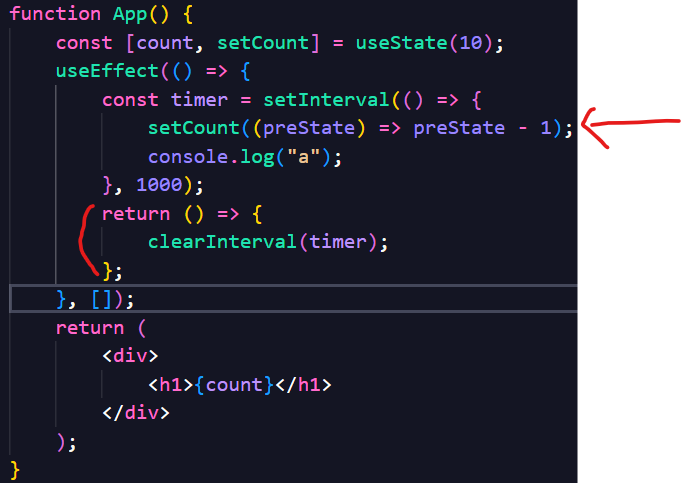 function App() {
const [count, setCount] = useState(10);
useEffect(() => {
const timer = setInterval(() => {
setCount((preState) => preState - 1);
console.log("a");
}, 1000);
return () => {
clearInterval(timer);
};
}, []);
return (
<div>
<h1>{count}</h1>
</div>
);
}